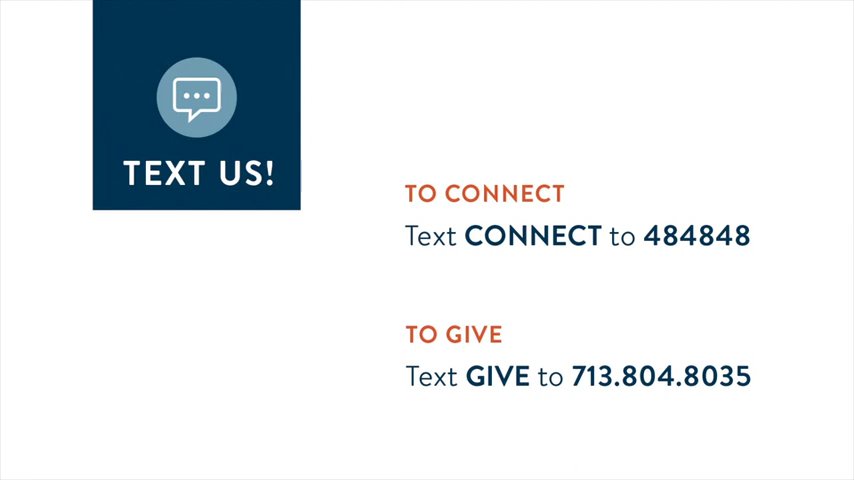 TEXT US!
TO CONNECT
Text CONNECT to 484848
TO GIVE
Text GIVE to 713.804.8035